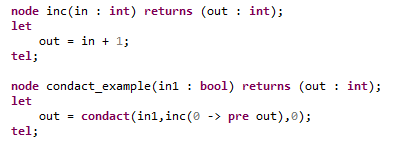 node inc(in : int) returns (out : int);
let
    out = in + 1;
tel;

node condact_example(in1 : bool) returns (out : int);
let
    out = condact(in1,inc(0 -> pre out),0);
tel;